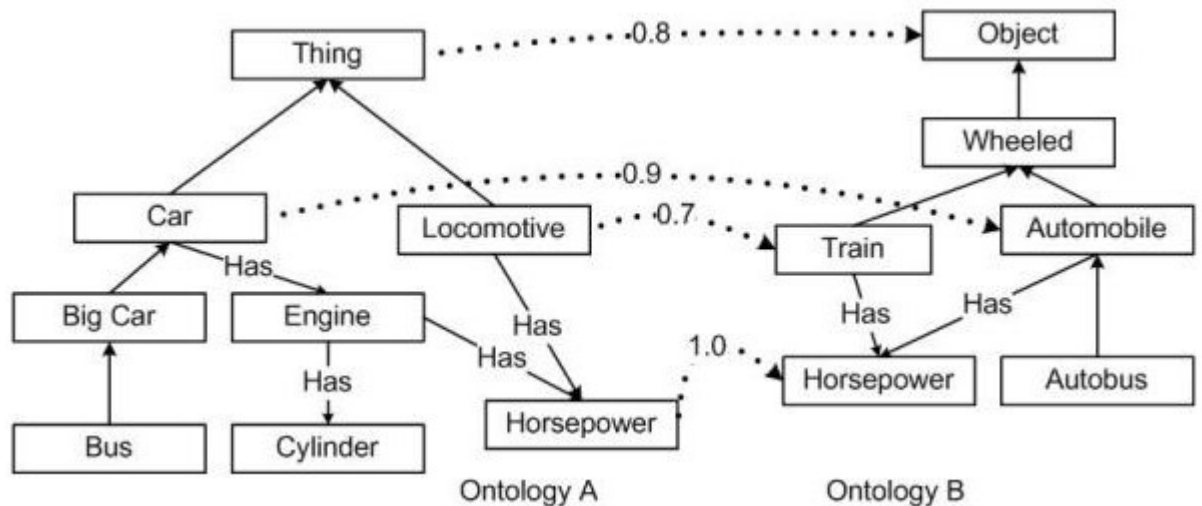 Thing
0.8
Object
Wheeled
0.9
Car
Locomotive
0.7
Train
Automobile
Has
Big Car
Engine
Has
Has
Has
Has
Has
1.0
Horsepower
Autobus
Horsepower
Bus
Cylinder
Ontology A
Ontology B